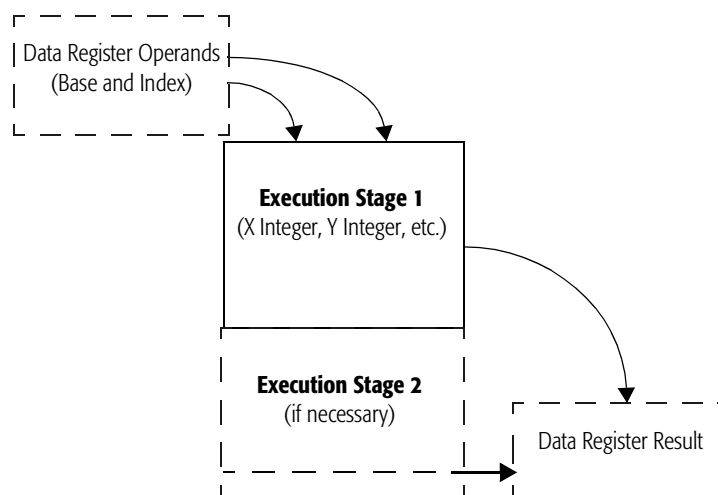 Data Register Operands
(Base and Index)
Execution Stage 1
(X Integer, Y Integer, etc.)
Execution Stage 2
(if necessary)
Data Register Result